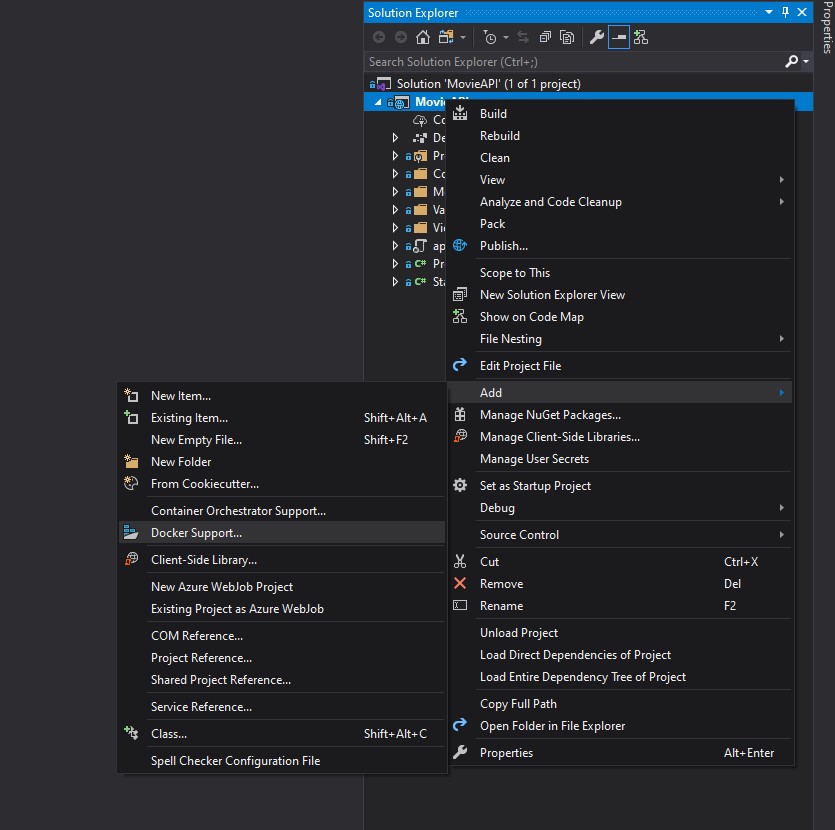 Solution Explorer
Properties
Search Solution Explorer (Ctrl+;)
Solution 'MovieAPI' (1 of 1 project)
MovieAPI
Co
De
Pr
Co
M
Va
Vi
ap
C# Pr
C# Sta
Build
Rebuild
Clean
View
Analyze and Code Cleanup
Pack
Publish...
Scope to This
New Solution Explorer View
Show on Code Map
File Nesting
Edit Project File
Add
Manage NuGet Packages...
Manage Client-Side Libraries...
Manage User Secrets
Set as Startup Project
Debug
Source Control
Cut Ctrl+X
Remove Del
Rename F2
Unload Project
Load Direct Dependencies of Project
Load Entire Dependency Tree of Project
Copy Full Path
Open Folder in File Explorer
Properties Alt+Enter
New Item...
Existing Item... Shift+Alt+A
New Empty File... Shift+F2
New Folder
From Cookiecutter...
Container Orchestrator Support...
Docker Support...
Client-Side Library...
New Azure WebJob Project
Existing Project as Azure WebJob
COM Reference...
Project Reference...
Shared Project Reference...
Service Reference...
Class... Shift+Alt+C
Spell Checker Configuration File